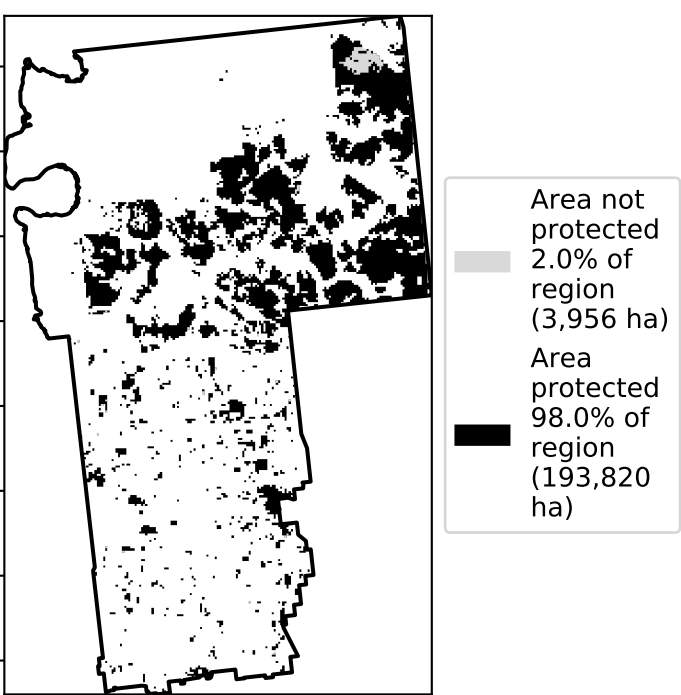 Area not
protected
2.0% of
region
(3,956 ha)
Area
protected
98.0% of
region
(193,820
ha)